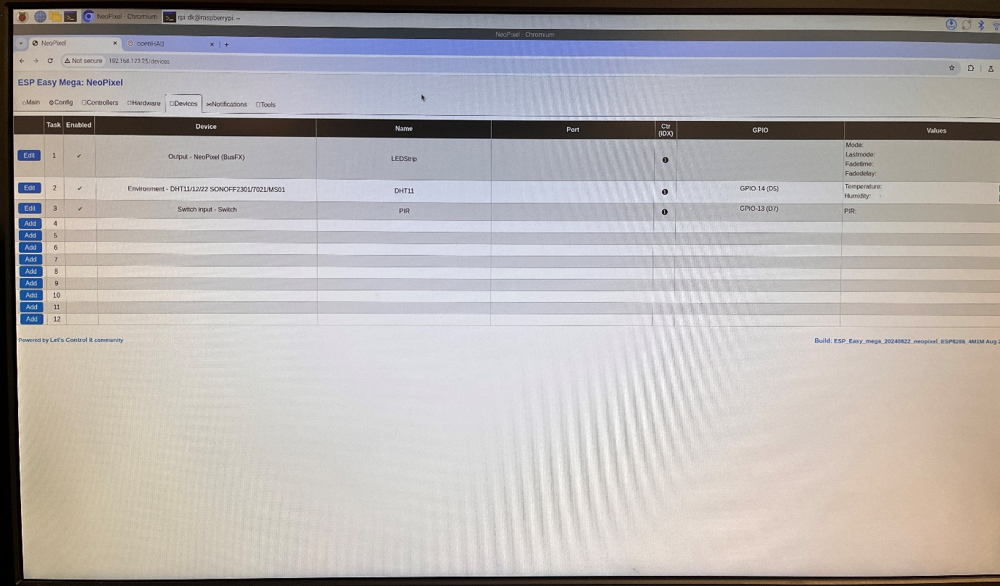 NeoPixel - Chromium
rpi-dk@raspberrypi: ~
NeoPixel - Chromium
NeoPixel
openHAB
Not secure 192.168.123.25/devices
ESP Easy Mega: NeoPixel
Main Config Controllers Hardware Devices Notifications Tools
Task Enabled Device Name Port Ctr (IDX) GPIO Values
Edit 1 ✔ Output - NeoPixel (BusFX) LEDStrip ❶ Mode:
Lastmode:
Fadetime:
Fadedelay:
Edit 2 ✔ Environment - DHT11/12/22 SONOFF2301/7021/MS01 DHT11 ❶ GPIO-14 (D5) Temperature:
Humidity:
Edit 3 ✔ Switch input - Switch PIR ❶ GPIO-13 (D7) PIR:
Add 4
Add 5
Add 6
Add 7
Add 8
Add 9
Add 10
Add 11
Add 12
Powered by Let's Control It community
Build: ESP_Easy_mega_20240822_neopixel_ESP8266_4M1M Aug